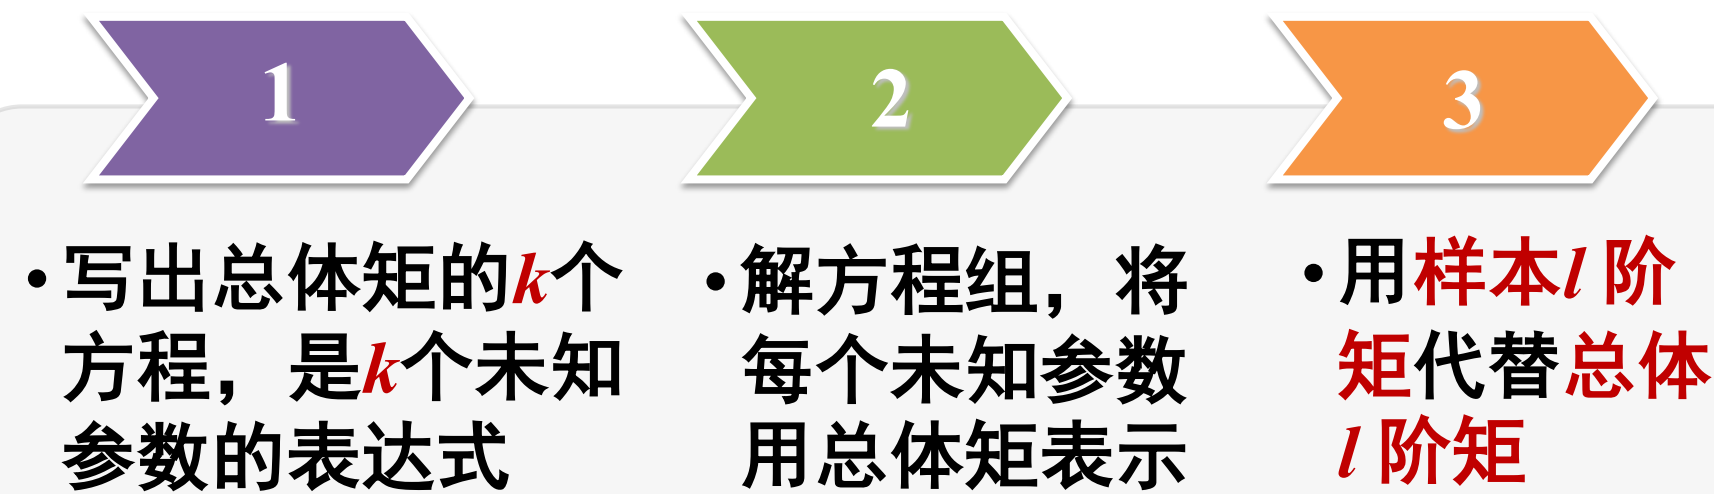 1
•写出总体矩的k个
方程，是k个未知
参数的表达式
2
•解方程组，将
每个未知参数
用总体矩表示
3
•用样本l 阶
矩代替总体
l 阶矩